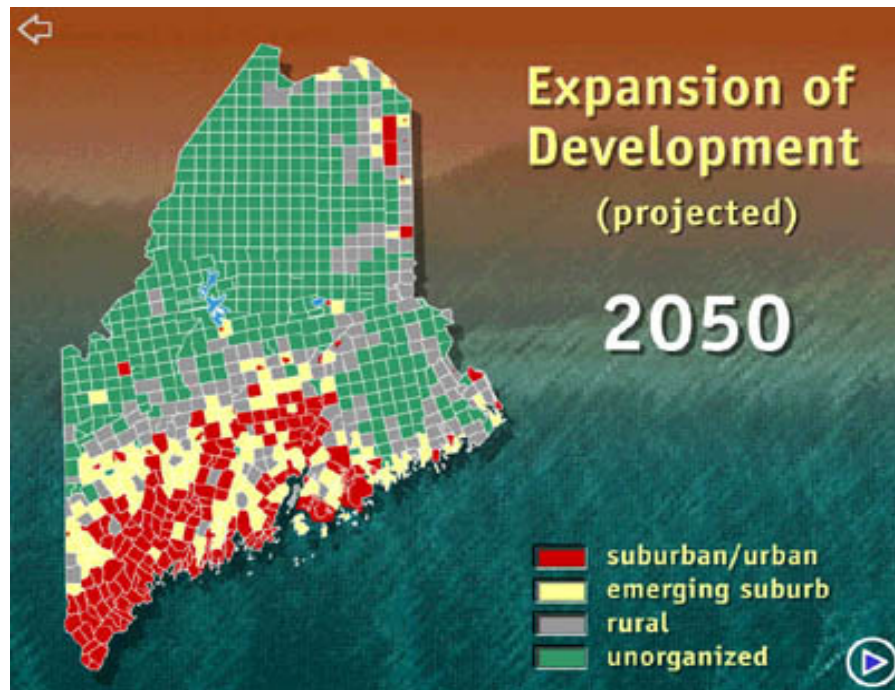 Expansion of
Development
(projected)
2050
suburban/urban
emerging suburb
rural
unorganized